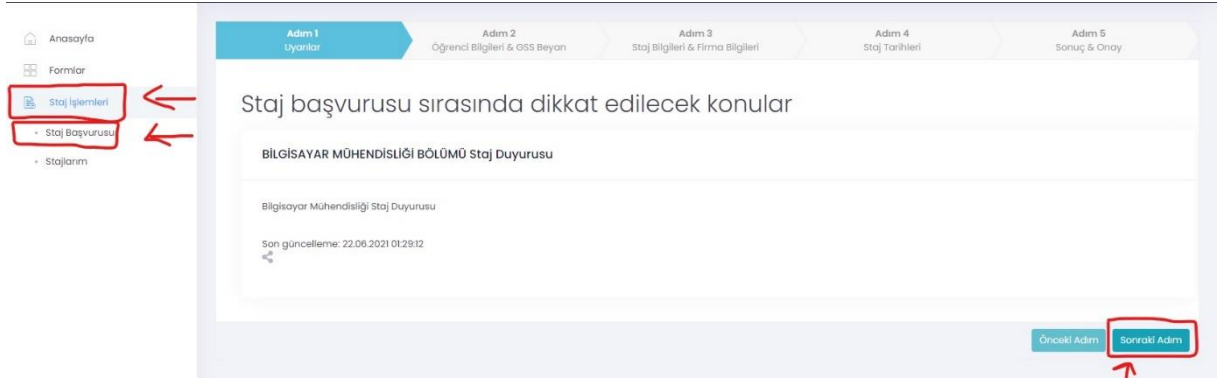 Anasayfa
Formlar
Staj İşlemleri
Staj Başvurusu
Stajlarım
Adım 1
Uyarılar
Adım 2
Öğrenci Bilgileri & GSS Beyan
Adım 3
Staj Bilgileri & Firma Bilgileri
Adım 4
Staj Tarihleri
Adım 5
Sonuç & Onay
Staj başvurusu sırasında dikkat edilecek konular
BİLGİSAYAR MÜHENDİSLİĞİ BÖLÜMÜ Staj Duyurusu
Bilgisayar Mühendisliği Staj Duyurusu
Son güncelleme: 22.06.2021 01:29:12
Önceki Adım
Sonraki Adım